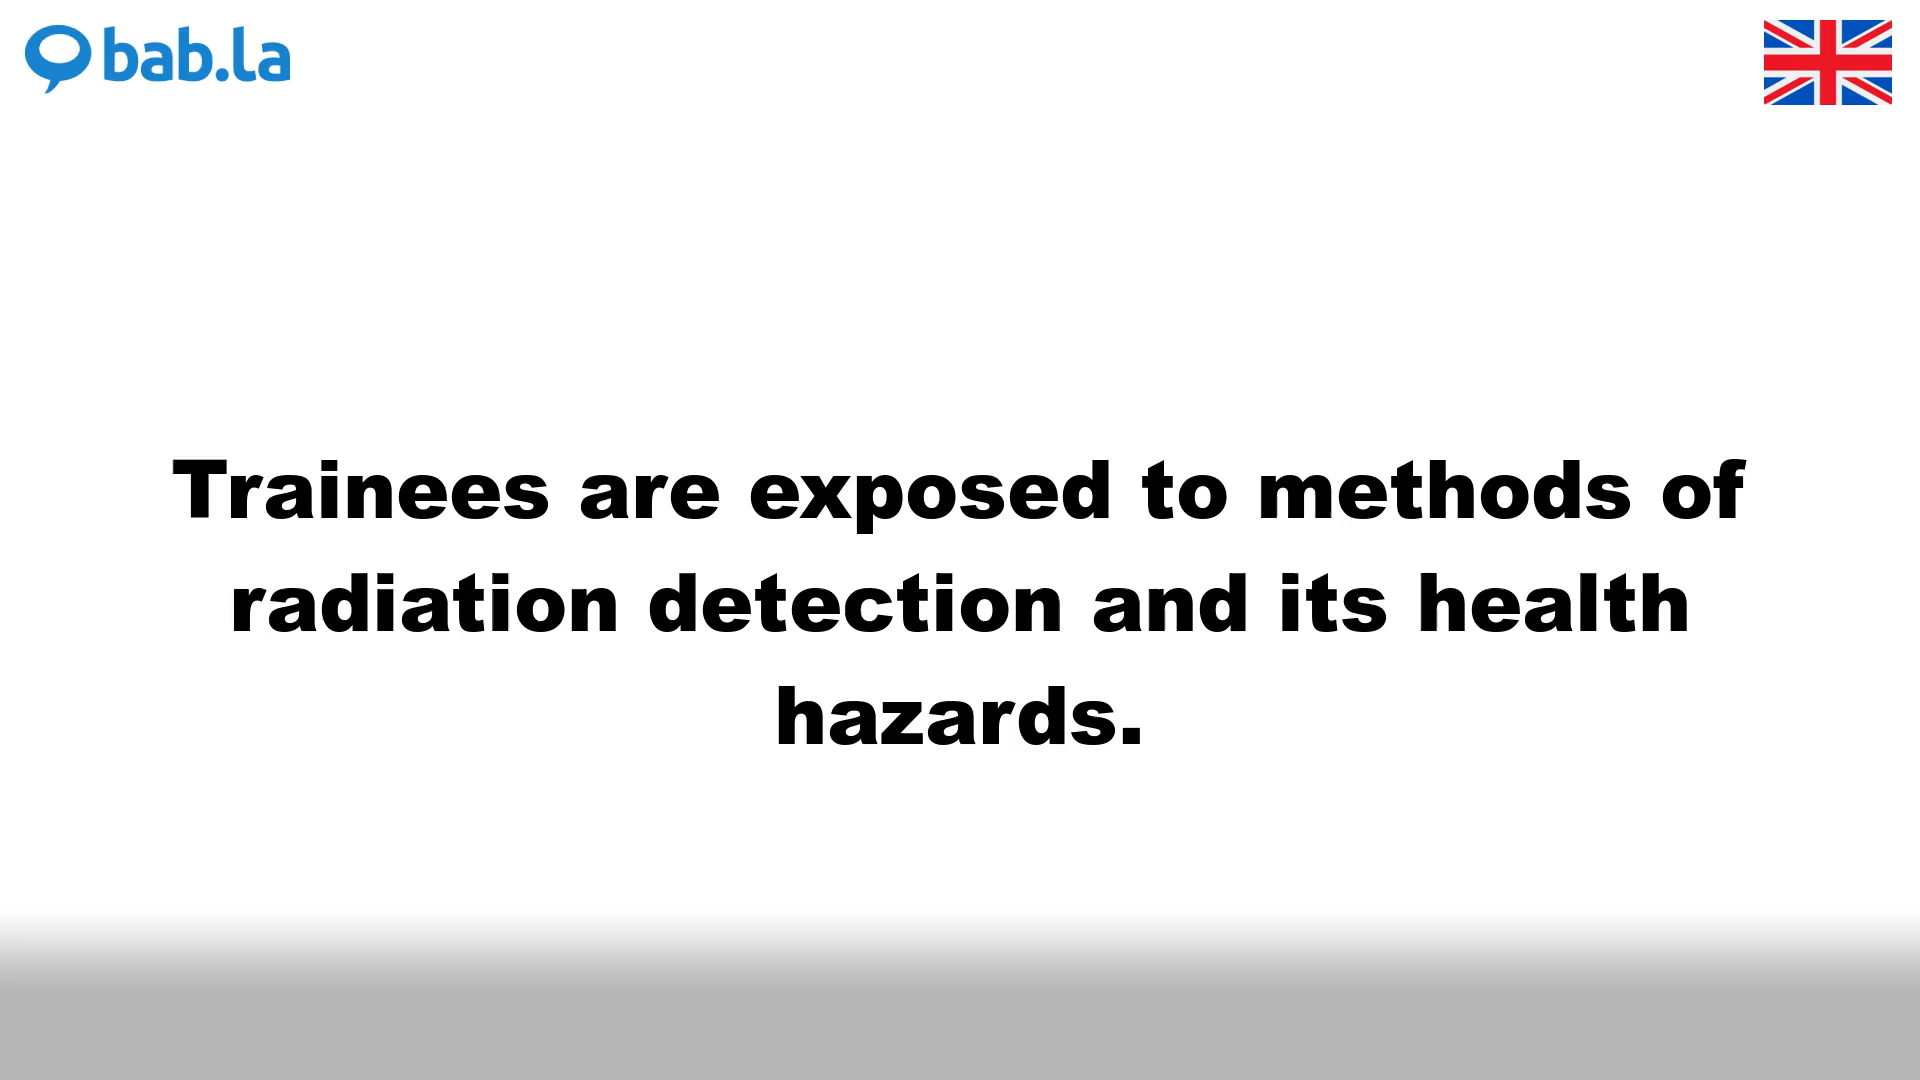 bab.la
Trainees are exposed to methods of
radiation detection and its health
hazards.